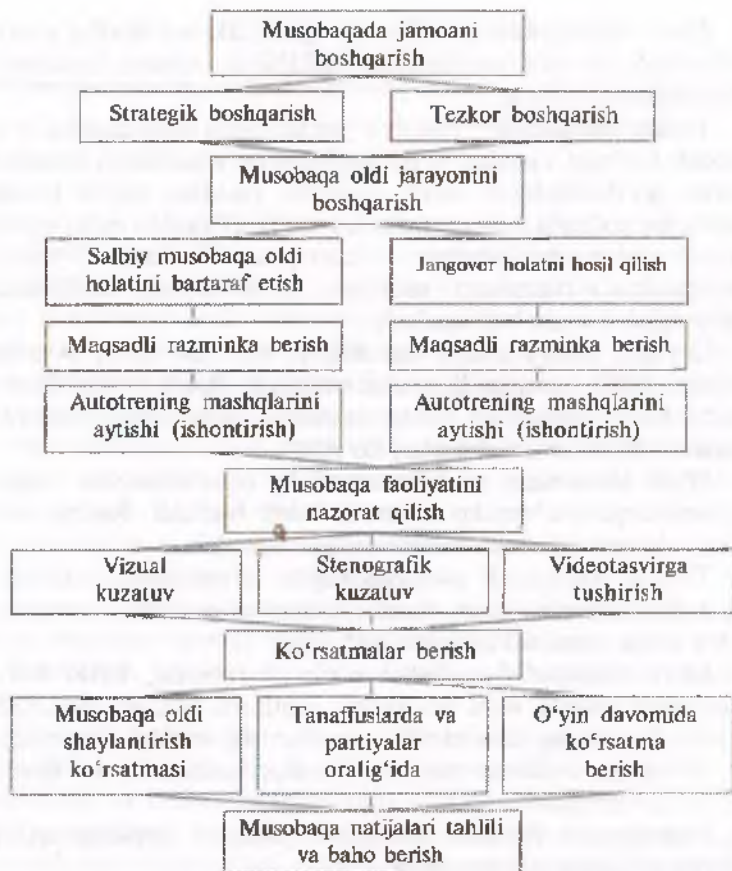 Musobaqada jamoani
boshqarish
Strategik boshqarish
Tezkor boshqarish
Musobaqa oldi jarayonini
boshqarish
Salbiy musobaqa oldi
holatini bartaraf etish
Jangovor holatni hosil qilish
Maqsadli razminka berish
Maqsadli razminka berish
Autotrening mashqlarini
aytishi (ishontirish)
Autotrening mashqlarini
aytishi (ishontirish)
Musobaqa faoliyatini
nazorat qilish
Vizual
kuzatuv
Stenografik
kuzatuv
Videotasvirga
tushirish
Ko‘rsatmalar berish
Musobaqa oldi
shaylantirish
ko‘rsatmasi
Tanaffuslarda va
partiyalar
oralig‘ida
O‘yin davomida
ko‘rsatma
berish
Musobaqa natijalari tahlili
va baho berish